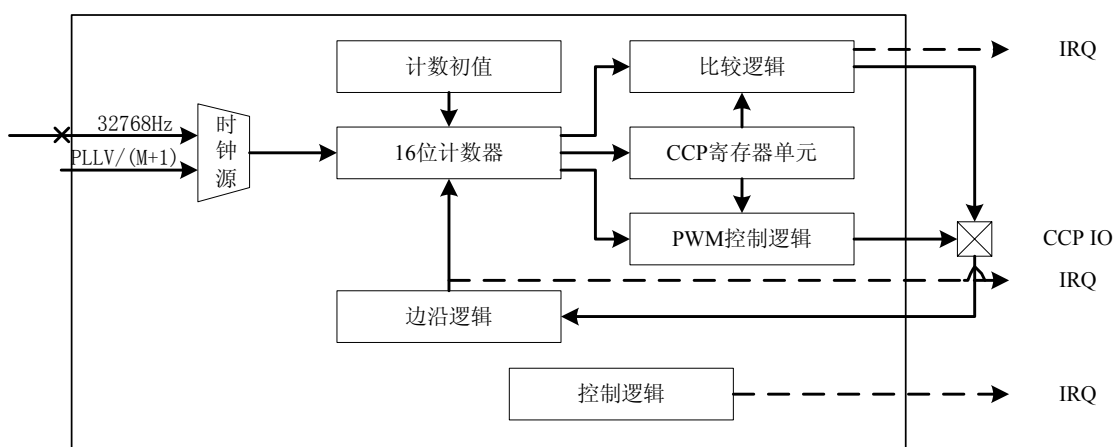 计数初值
比较逻辑
IRQ
32768Hz
时钟源
16位计数器
CCP寄存器单元
PLLV/(M+1)
PWM控制逻辑
CCP IO
IRQ
边沿逻辑
控制逻辑
IRQ